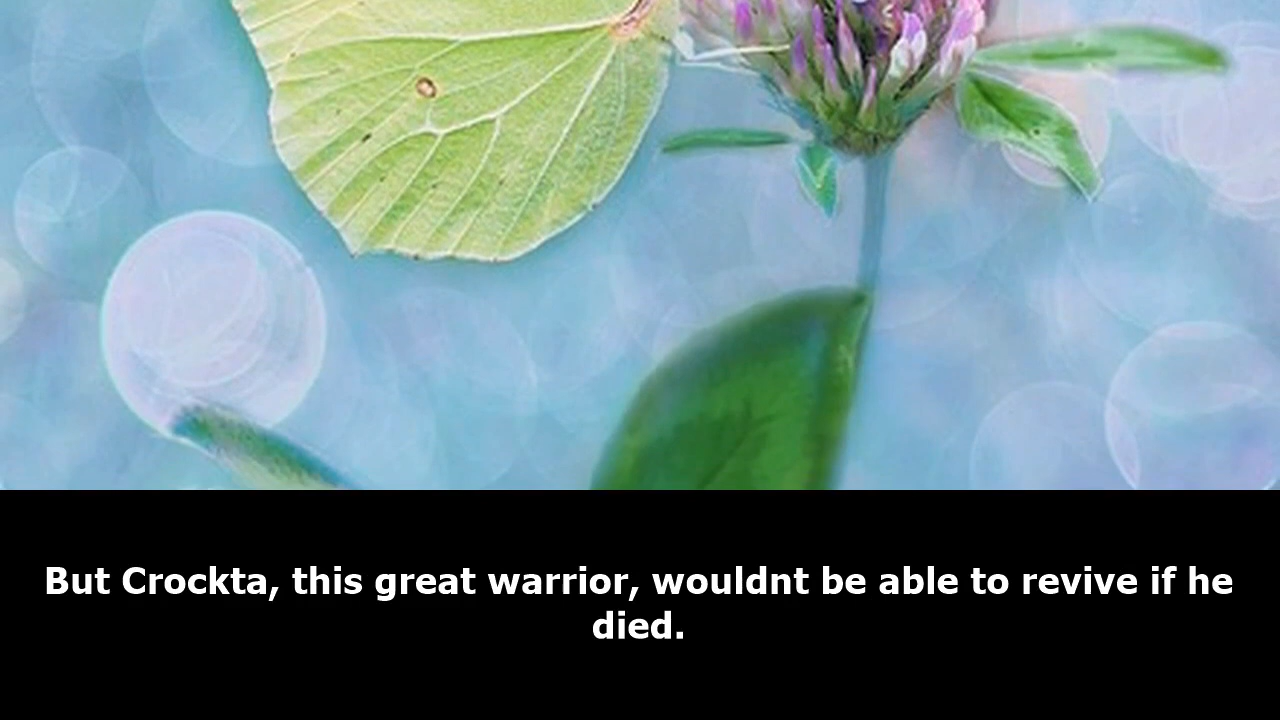 But Crockta, this great warrior, wouldnt be able to revive if he
died.